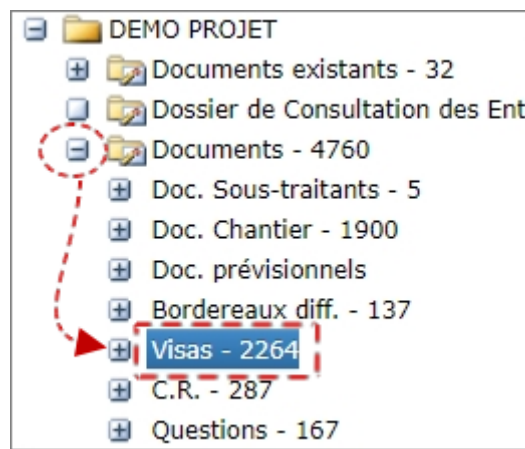 DEMO PROJET
Documents existants - 32
Dossier de Consultation des Ent
Documents - 4760
Doc. Sous-traitants - 5
Doc. Chantier - 1900
Doc. prévisionnels
Bordereaux diff. - 137
Visas - 2264
C.R. - 287
Questions - 167